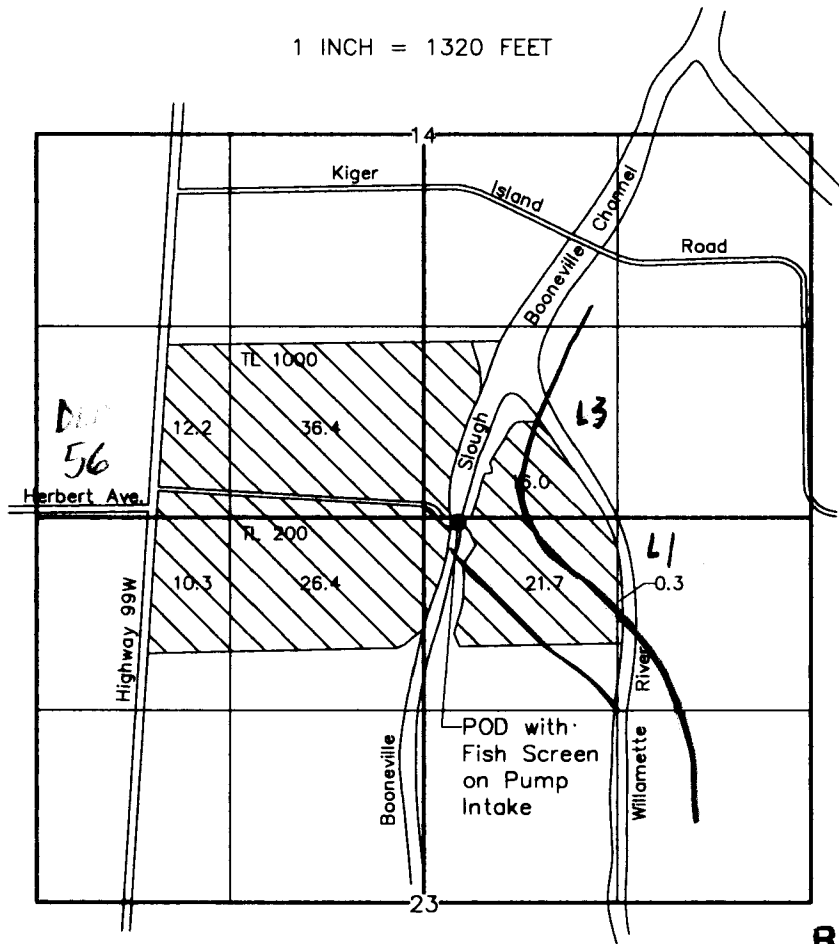 1 INCH = 1320 FEET
14
Kiger
Island
Road
Booneville Channel
TL 1000
12.2
36.4
L3
56
Slough
6.0
Herbert Ave.
TL 200
L1
10.3
26.4
21.7
0.3
Highway 99W
River
Willamette
POD with
Fish Screen
on Pump
Intake
Booneville
23